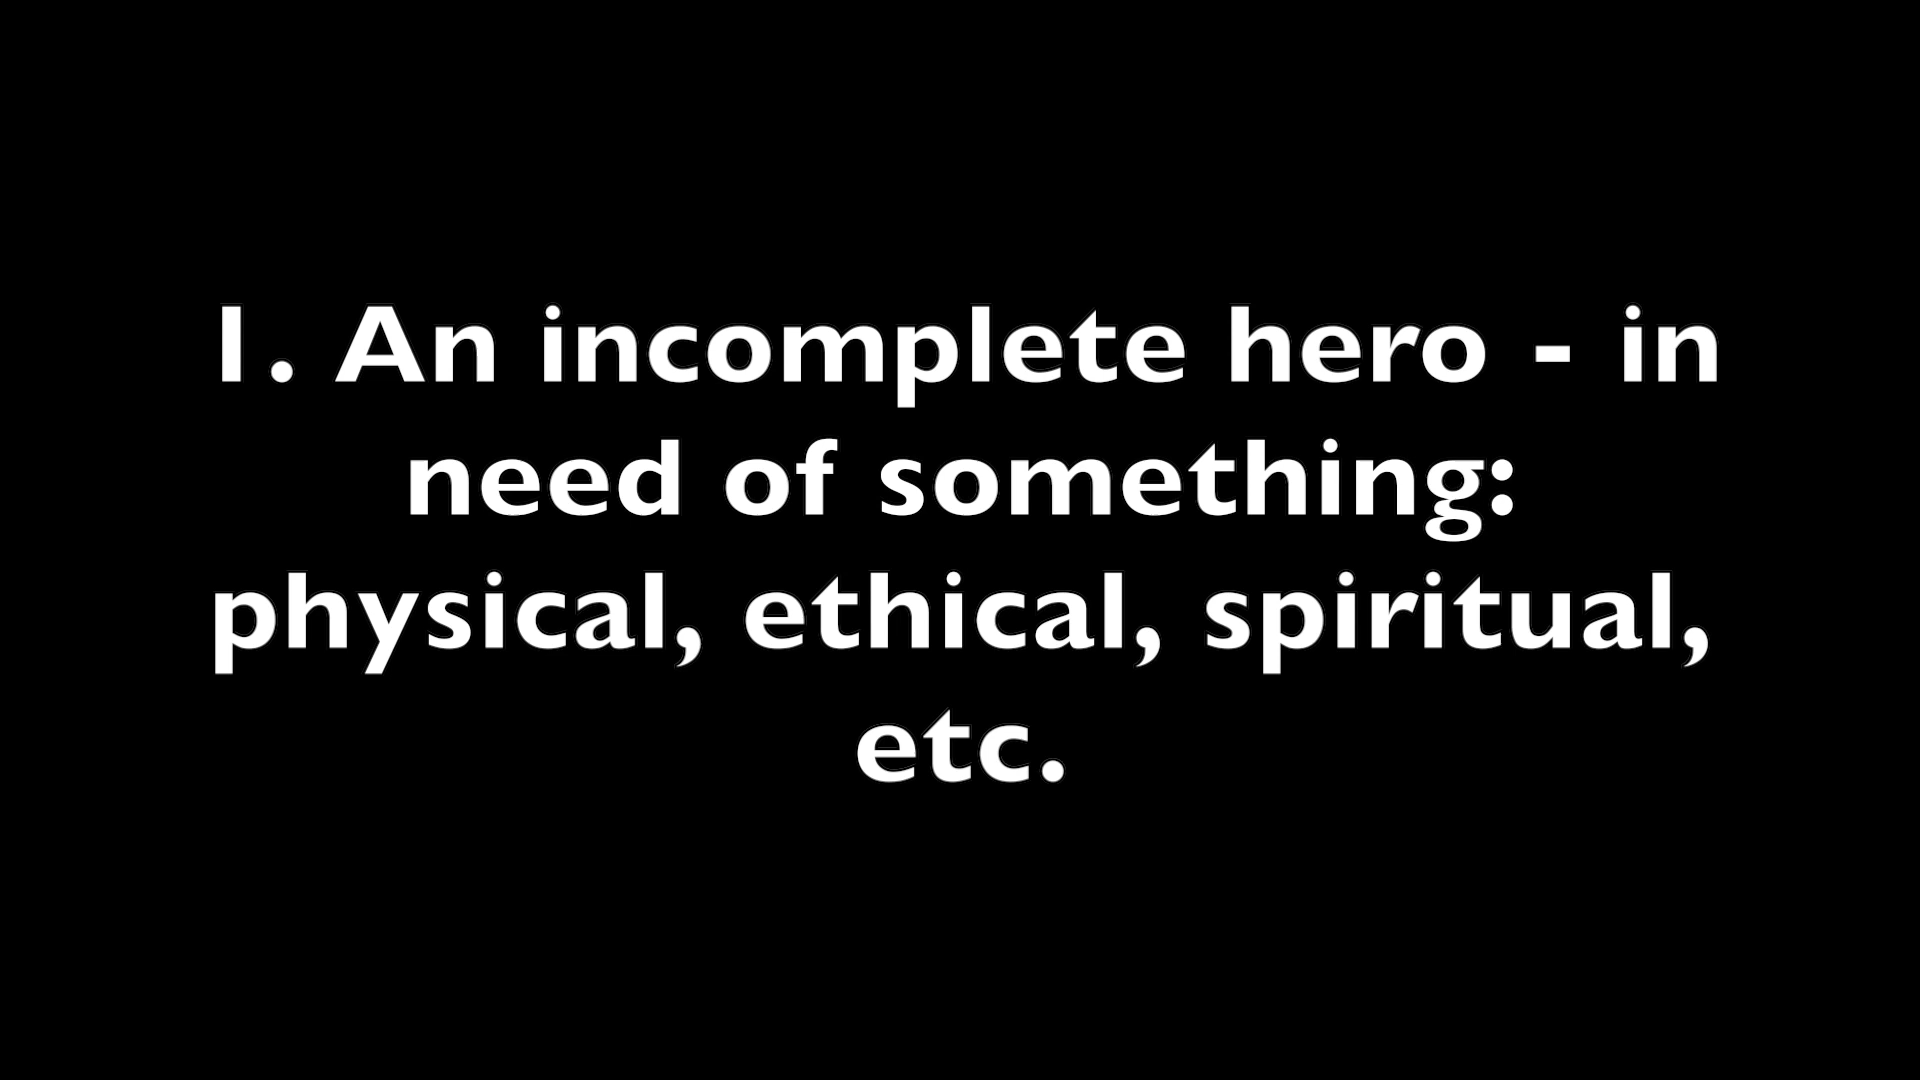 1. An incomplete hero - in
need of something:
physical, ethical, spiritual,
etc.